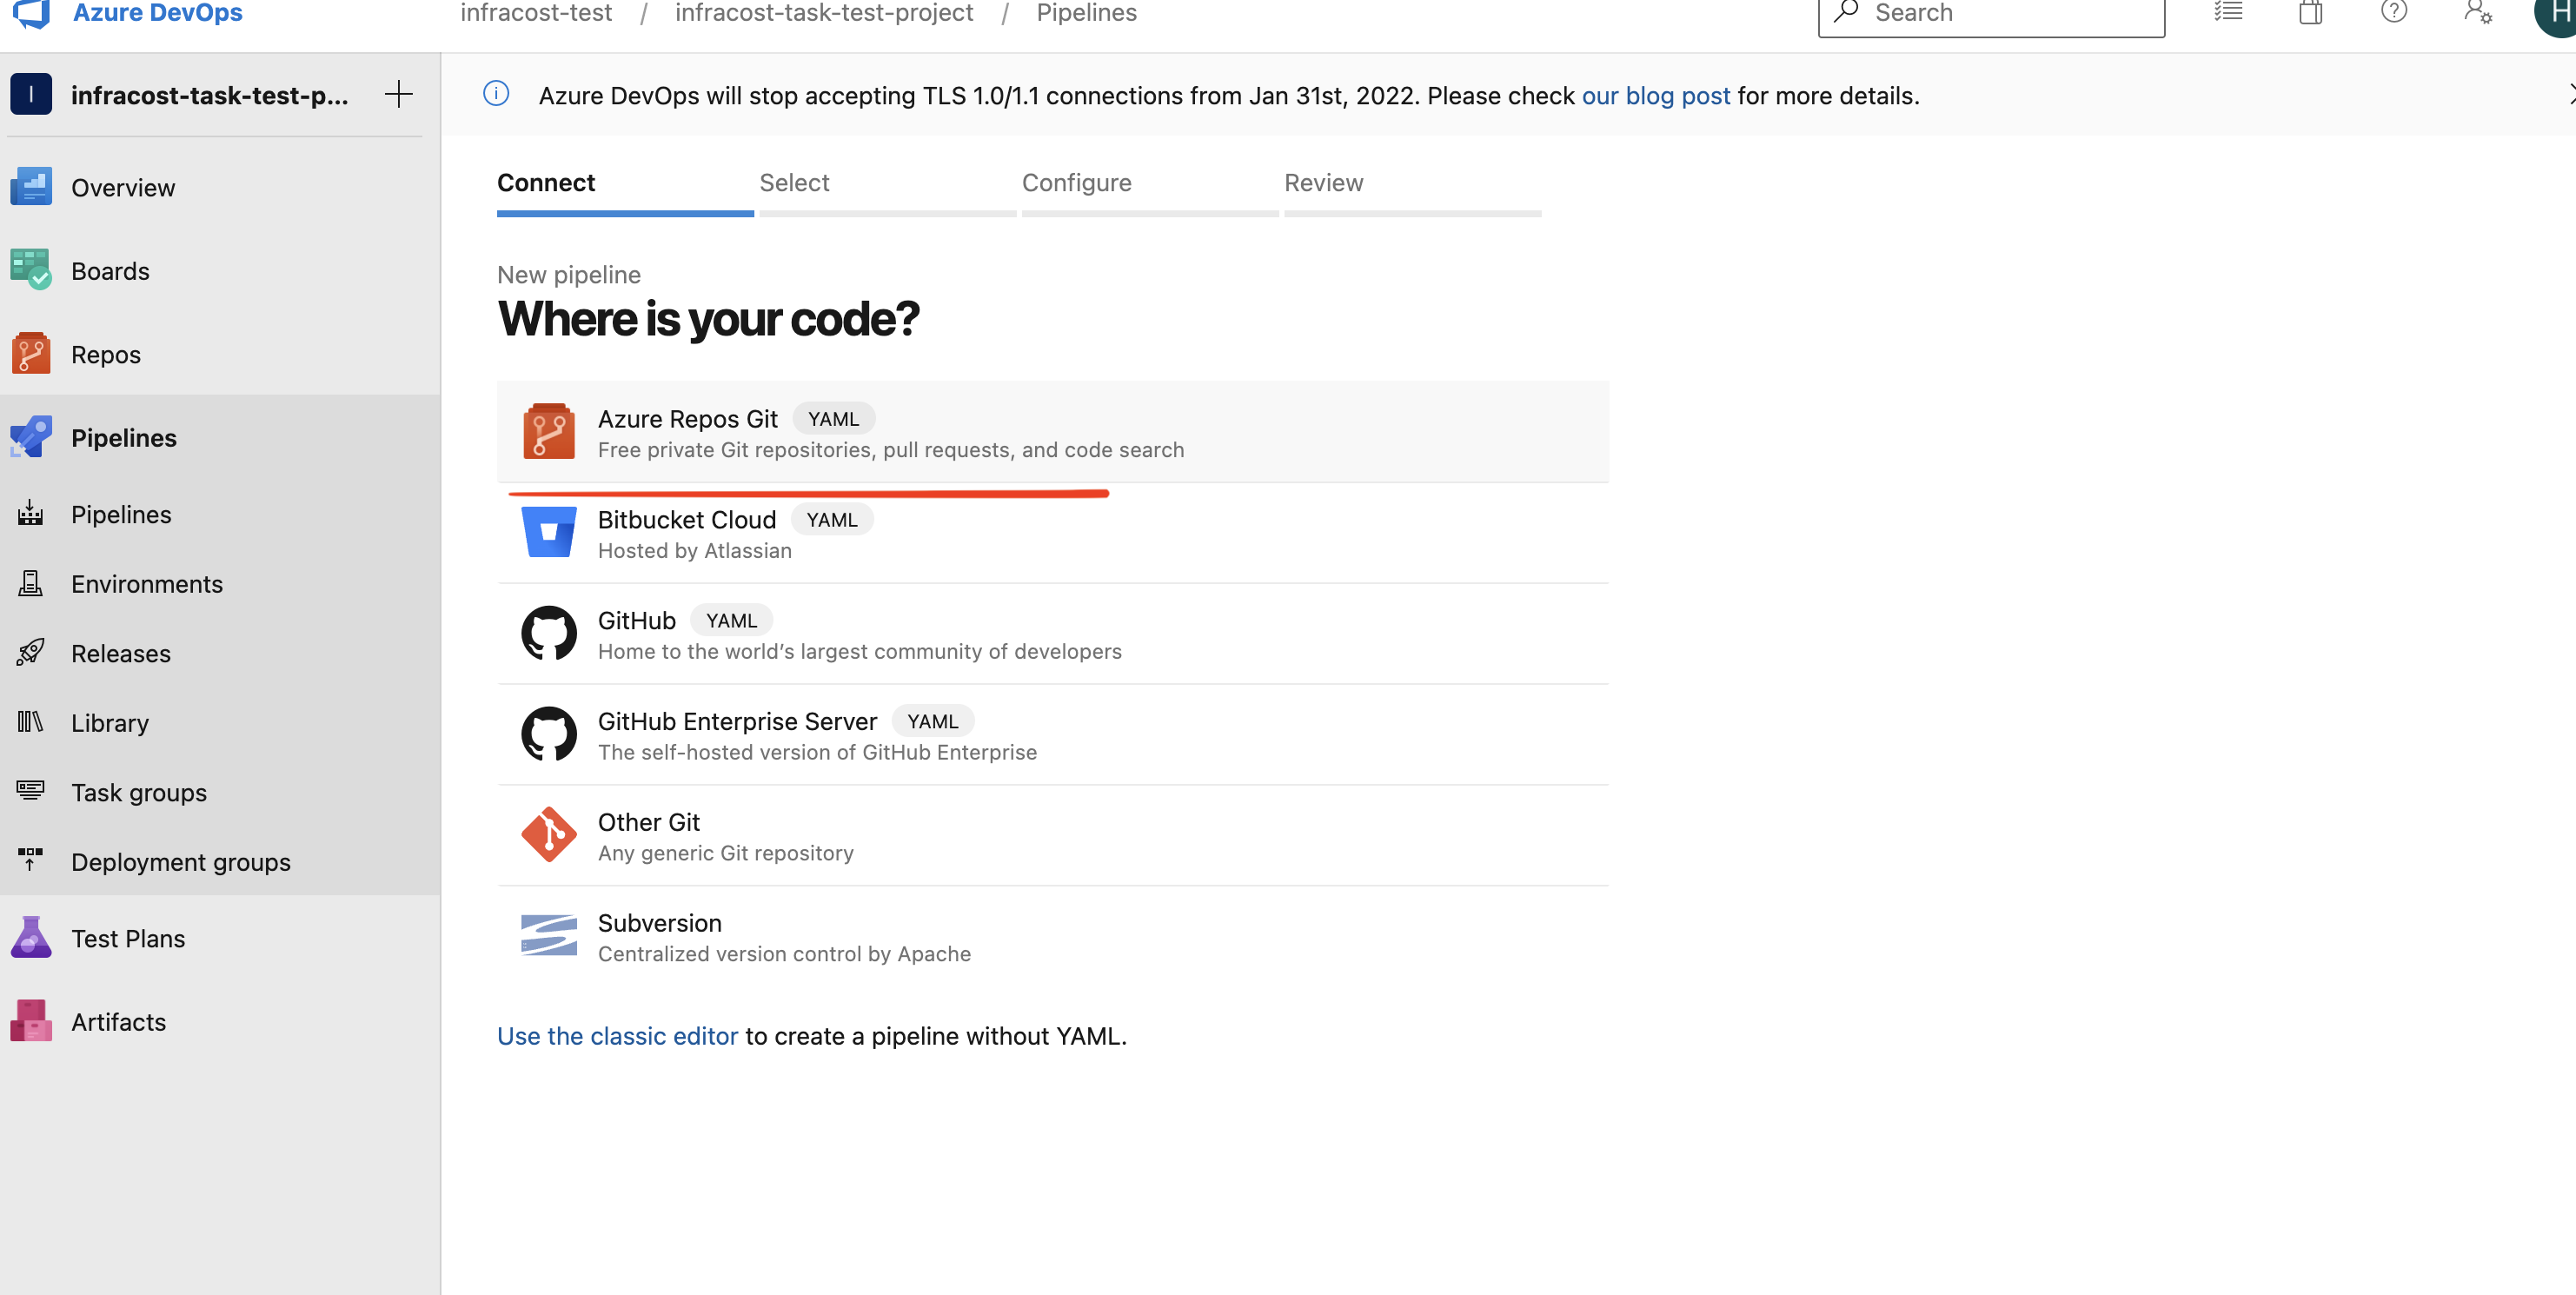 Azure DevOps
infracost-test / infracost-task-test-project / Pipelines
Search
H
I
infracost-task-test-p...
Azure DevOps will stop accepting TLS 1.0/1.1 connections from Jan 31st, 2022. Please check our blog post for more details.
Overview
Boards
Repos
Pipelines
Pipelines
Environments
Releases
Library
Task groups
Deployment groups
Test Plans
Artifacts
Connect
Select
Configure
Review
New pipeline
Where is your code?
Azure Repos Git YAML
Free private Git repositories, pull requests, and code search
Bitbucket Cloud YAML
Hosted by Atlassian
GitHub YAML
Home to the world’s largest community of developers
GitHub Enterprise Server YAML
The self-hosted version of GitHub Enterprise
Other Git
Any generic Git repository
Subversion
Centralized version control by Apache
Use the classic editor to create a pipeline without YAML.